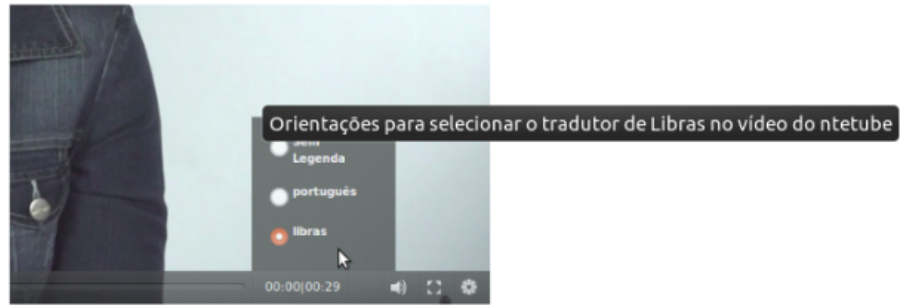 Orientações para selecionar o tradutor de Libras no vídeo do ntetube
Sem
Legenda
português
libras
00:00|00:29